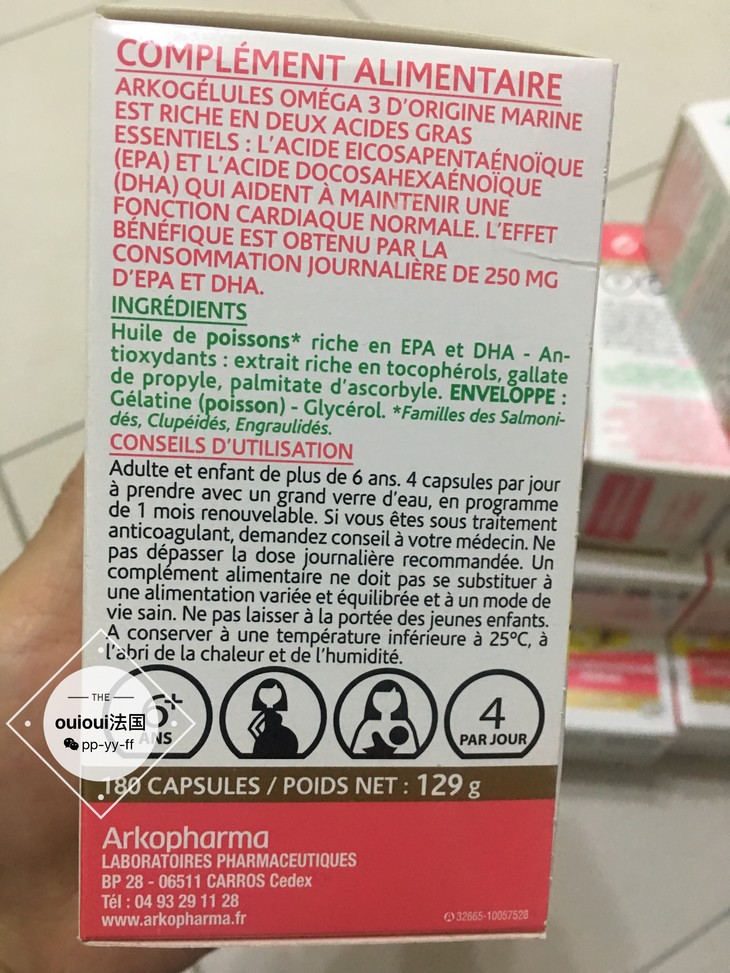 COMPLÉMENT ALIMENTAIRE
ARKOGÉLULES OMÉGA 3 D'ORIGINE MARINE
EST RICHE EN DEUX ACIDES GRAS
ESSENTIELS : L'ACIDE EICOSAPENTAÉNOÏQUE
(EPA) ET L'ACIDE DOCOSAHEXAÉNOÏQUE
(DHA) QUI AIDENT À MAINTENIR UNE
FONCTION CARDIAQUE NORMALE. L'EFFET
BÉNÉFIQUE EST OBTENU PAR LA
CONSOMMATION JOURNALIÈRE DE 250 MG
D'EPA ET DHA.
INGRÉDIENTS
Huile de poissons* riche en EPA et DHA - An-
tioxydants : extrait riche en tocophérols, gallate
de propyle, palmitate d'ascorbyle. ENVELOPPE :
Gélatine (poisson) - Glycérol. *Familles des Salmoni-
dés, Clupéidés, Engraulidés.
CONSEILS D'UTILISATION
Adulte et enfant de plus de 6 ans. 4 capsules par jour
à prendre avec un grand verre d'eau, en programme
de 1 mois renouvelable. Si vous êtes sous traitement
anticoagulant, demandez conseil à votre médecin. Ne
pas dépasser la dose journalière recommandée. Un
complément alimentaire ne doit pas se substituer à
une alimentation variée et équilibrée et à un mode de
vie sain. Ne pas laisser à la portée des jeunes enfants.
A conserver à une température inférieure à 25°C, à
l'abri de la chaleur et de l'humidité.
6+
ANS
4
PAR JOUR
THE
ouioui法国
pp-yy-ff
180 CAPSULES / POIDS NET : 129 g
Arkopharma
LABORATOIRES PHARMACEUTIQUES
BP 28 - 06511 CARROS Cedex
Tél : 04 93 29 11 28
www.arkopharma.fr
A 32665-10057528